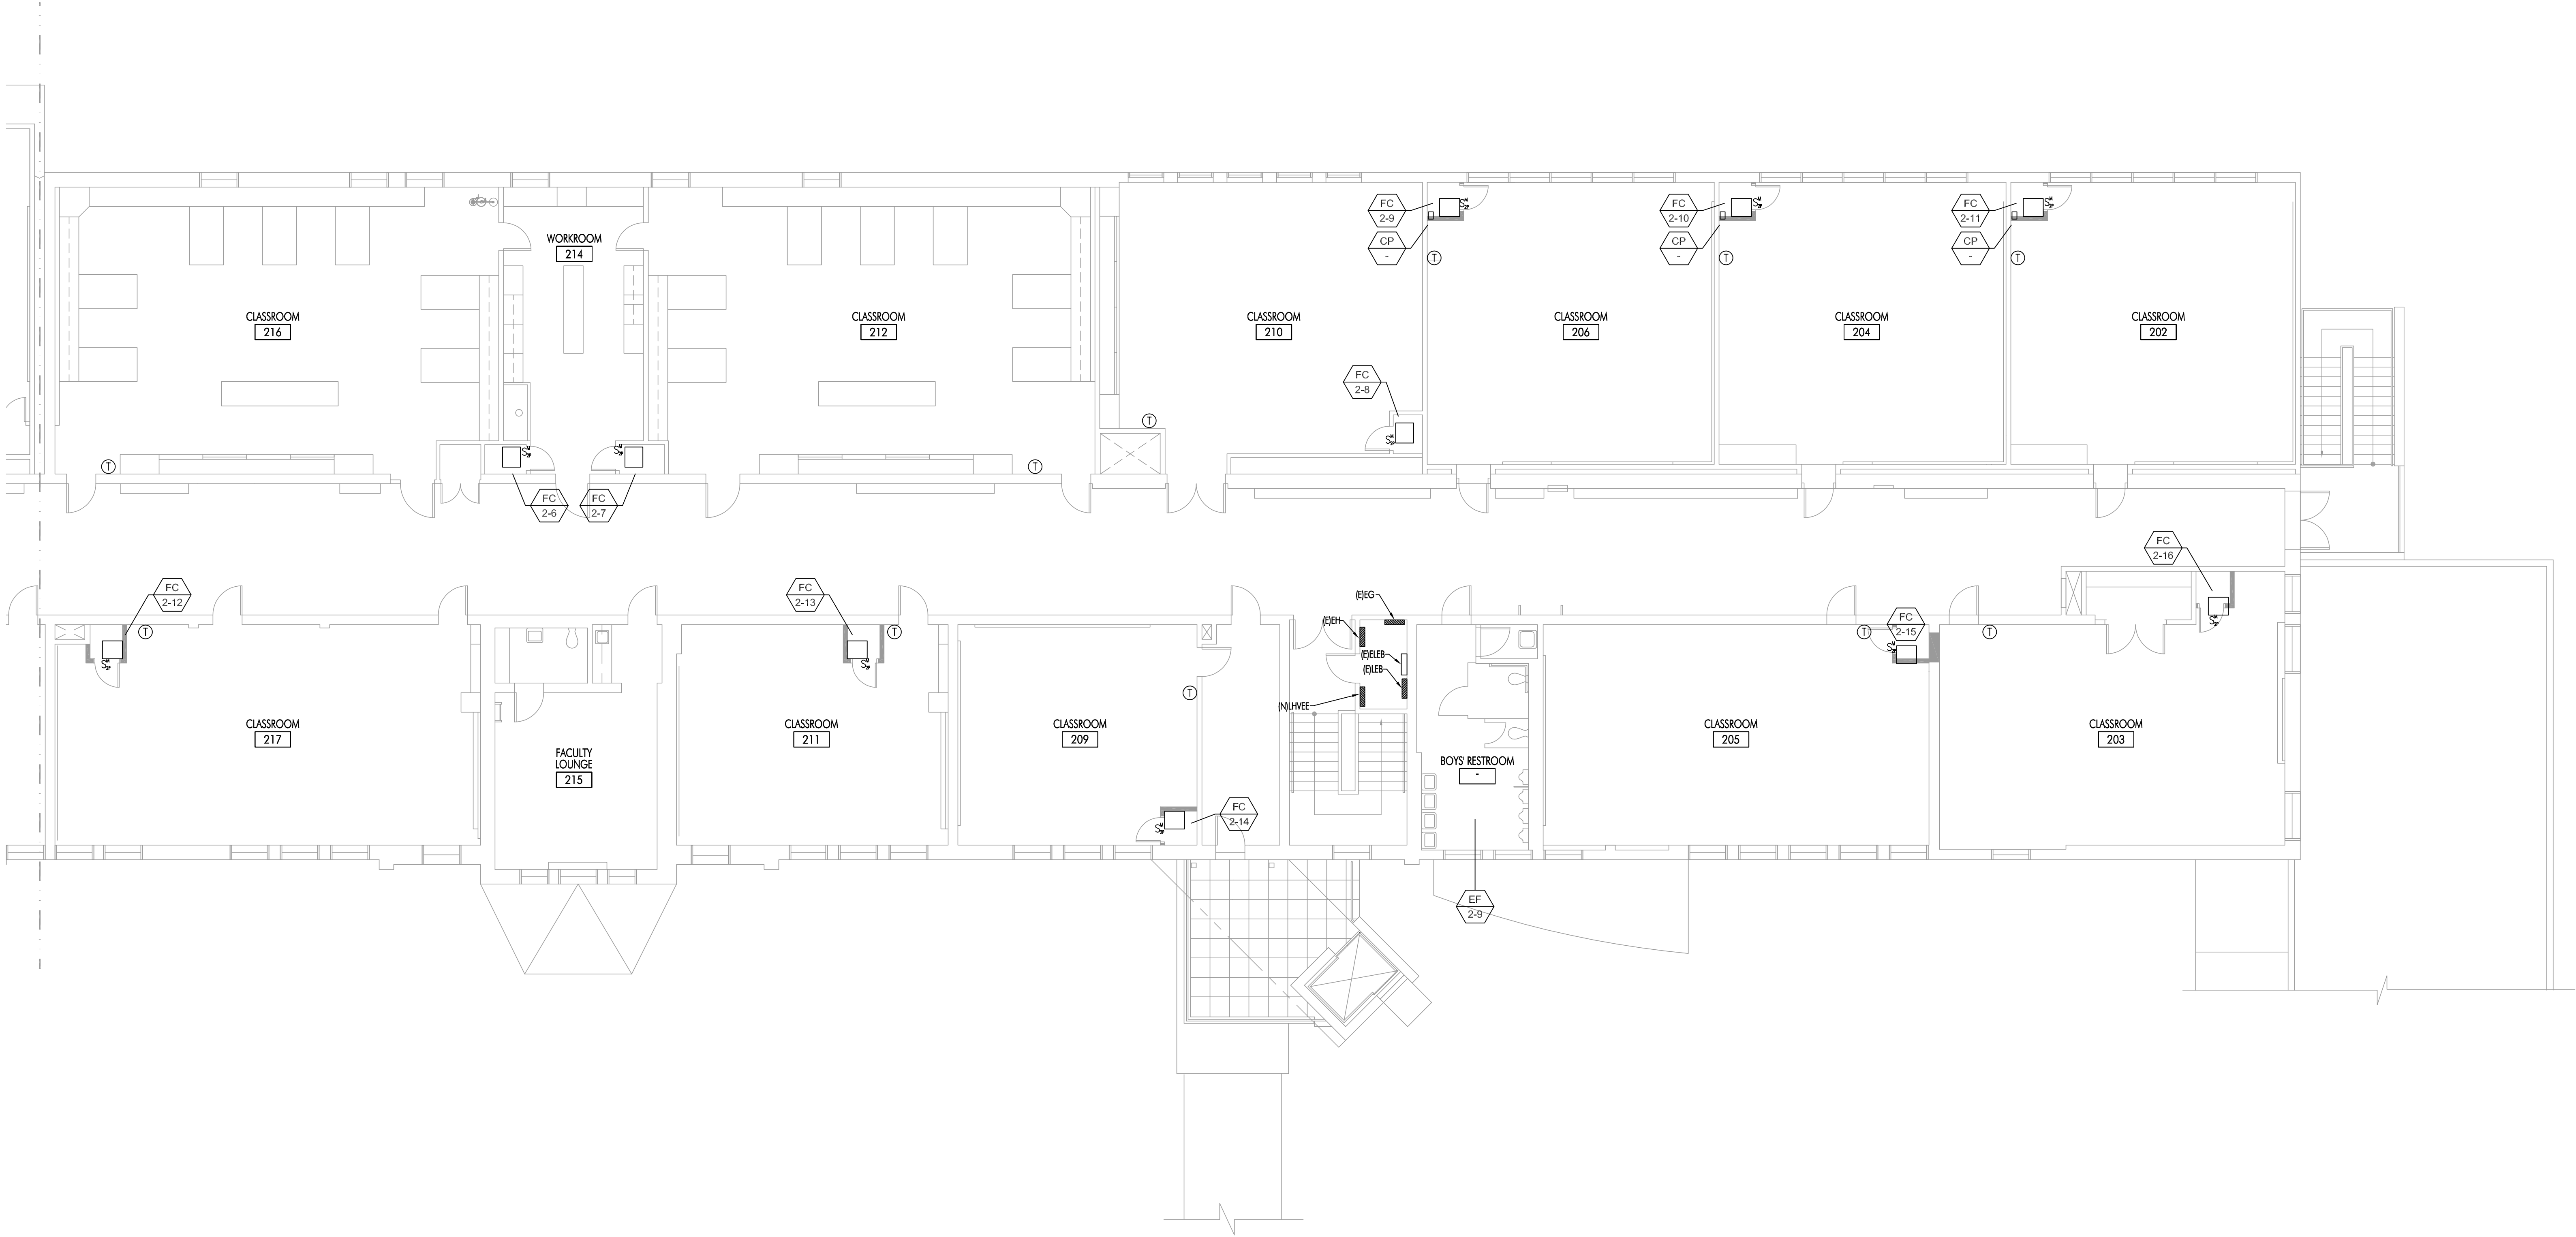 FC
2-9
FC
2-10
FC
2-11
CP
-
CP
-
CP
-
T
T
T
WORKROOM
214
CLASSROOM
216
CLASSROOM
212
CLASSROOM
210
CLASSROOM
206
CLASSROOM
204
CLASSROOM
202
FC
2-8
T
T
T
FC
2-6
FC
2-7
FC
2-16
FC
2-12
FC
2-13
(E)EG
(E)EH
FC
2-15
T
T
T
T
(E)ELEB
(E)LEB
T
(N)LHVEE
CLASSROOM
217
CLASSROOM
211
CLASSROOM
209
CLASSROOM
205
CLASSROOM
203
FACULTY
LOUNGE
215
BOYS' RESTROOM
-
FC
2-14
EF
2-9